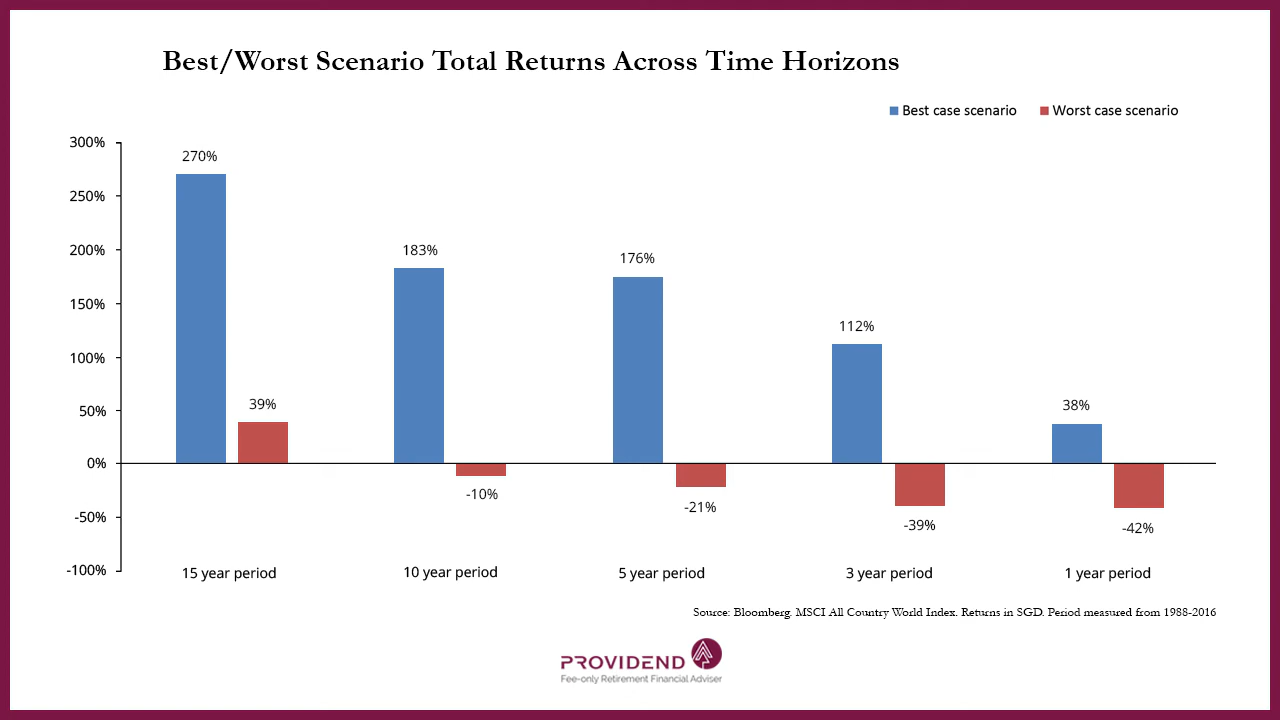 Best/Worst Scenario Total Returns Across Time Horizons
Best case scenario
Worst case scenario
300%
250%
200%
150%
100%
50%
0%
-50%
-100%
270%
39%
183%
-10%
176%
-21%
112%
-39%
38%
-42%
15 year period
10 year period
5 year period
3 year period
1 year period
Source: Bloomberg. MSCI All Country World Index. Returns in SGD. Period measured from 1988-2016
PROVIDEND
Fee-only Retirement Financial Adviser